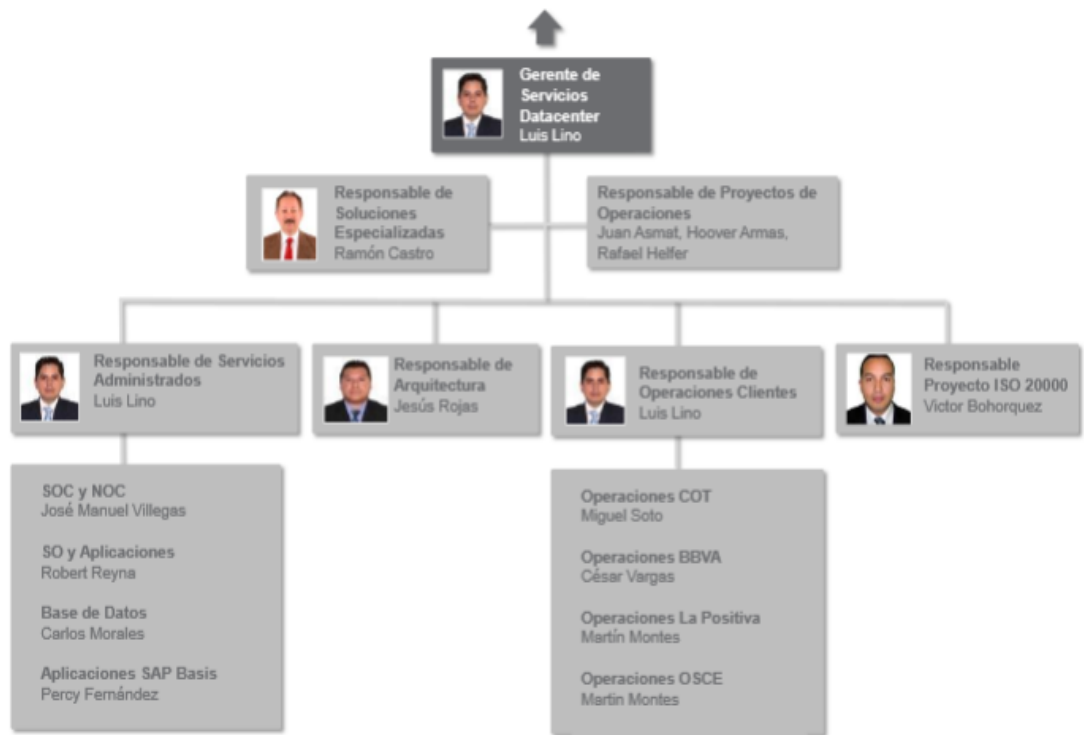 Gerente de
Servicios
Datacenter
Luis Lino
Responsable de
Soluciones
Especializadas
Ramón Castro
Responsable de Proyectos de
Operaciones
Juan Asmat, Hoover Armas,
Rafael Helfer
Responsable de Servicios
Administrados
Luis Lino
Responsable de
Arquitectura
Jesús Rojas
Responsable de
Operaciones Clientes
Luis Lino
Responsable
Proyecto ISO 20000
Victor Bohorquez
SOC y NOC
José Manuel Villegas
SO y Aplicaciones
Robert Reyna
Base de Datos
Carlos Morales
Aplicaciones SAP Basis
Percy Fernández
Operaciones COT
Miguel Soto
Operaciones BBVA
César Vargas
Operaciones La Positiva
Martín Montes
Operaciones OSCE
Martin Montes